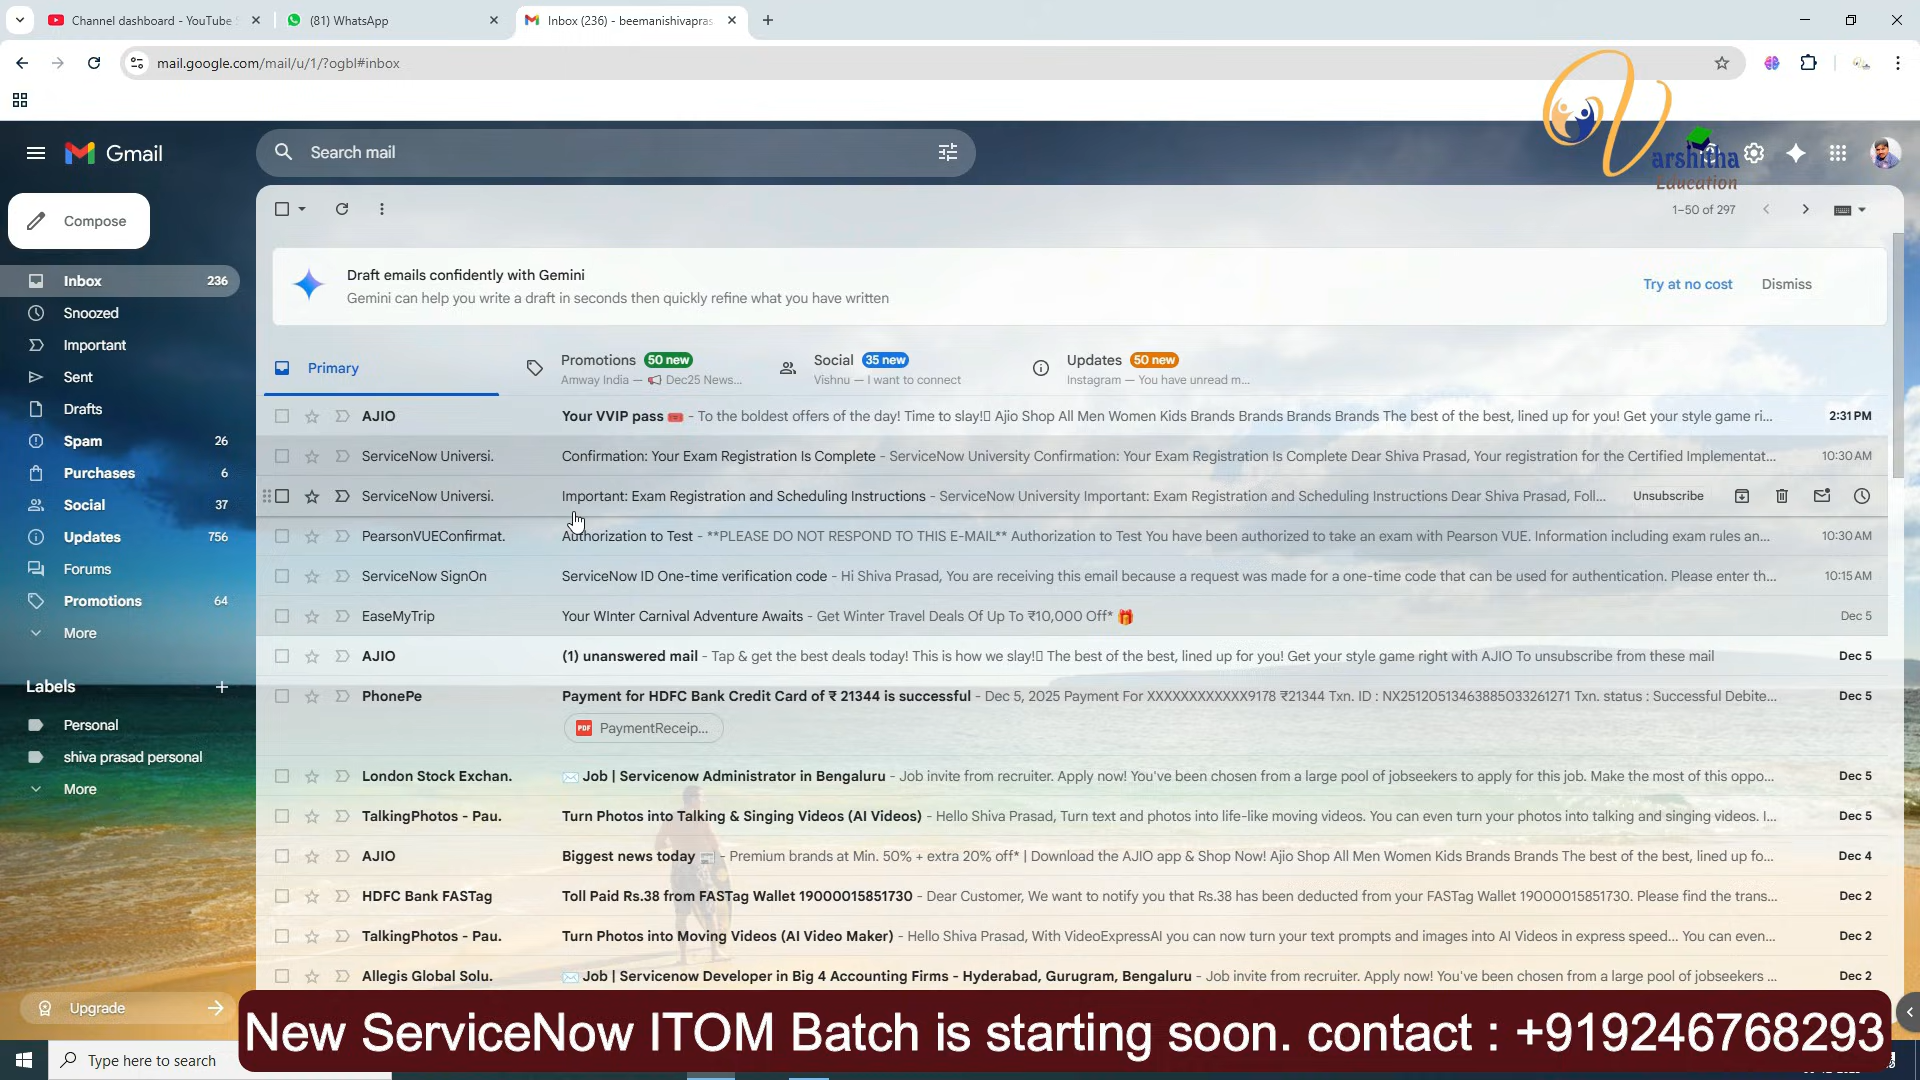 Channel dashboard - YouTube S
(81) WhatsApp
Inbox (236) - beemanishivapras
mail.google.com/mail/u/1/?ogbl#inbox
Gmail
Search mail
Varshitha
Education
Compose
1–50 of 297
Draft emails confidently with Gemini
Gemini can help you write a draft in seconds then quickly refine what you have written
Try at no cost
Dismiss
Inbox 236
Snoozed
Important
Sent
Drafts
Spam 26
Purchases 6
Social 37
Updates 756
Forums
Promotions 64
More
Labels
Personal
shiva prasad personal
More
Upgrade
Primary
Promotions 50 new
Amway India — 📢 Dec25 News...
Social 35 new
Vishnu — I want to connect
Updates 50 new
Instagram — You have unread m...
AJIO Your VVIP pass 🎟️ - To the boldest offers of the day! Time to slay! Ajio Shop All Men Women Kids Brands Brands Brands Brands The best of the best, lined up for you! Get your style game ri... 2:31 PM
ServiceNow Universi. Confirmation: Your Exam Registration Is Complete - ServiceNow University Confirmation: Your Exam Registration Is Complete Dear Shiva Prasad, Your registration for the Certified Implementat... 10:30 AM
ServiceNow Universi. Important: Exam Registration and Scheduling Instructions - ServiceNow University Important: Exam Registration and Scheduling Instructions Dear Shiva Prasad, Foll... Unsubscribe
PearsonVUEConfirmat. Authorization to Test - **PLEASE DO NOT RESPOND TO THIS E-MAIL** Authorization to Test You have been authorized to take an exam with Pearson VUE. Information including exam rules an... 10:30 AM
ServiceNow SignOn ServiceNow ID One-time verification code - Hi Shiva Prasad, You are receiving this email because a request was made for a one-time code that can be used for authentication. Please enter th... 10:15 AM
EaseMyTrip Your WInter Carnival Adventure Awaits - Get Winter Travel Deals Of Up To ₹10,000 Off* 🎁 Dec 5
AJIO (1) unanswered mail - Tap & get the best deals today! This is how we slay! The best of the best, lined up for you! Get your style game right with AJIO To unsubscribe from these mail Dec 5
PhonePe Payment for HDFC Bank Credit Card of ₹ 21344 is successful - Dec 5, 2025 Payment For XXXXXXXXXXXX9178 ₹21344 Txn. ID : NX25120513463885033261271 Txn. status : Successful Debite... Dec 5
PDF PaymentReceip...
London Stock Exchan. ✉️ Job | Servicenow Administrator in Bengaluru - Job invite from recruiter. Apply now! You've been chosen from a large pool of jobseekers to apply for this job. Make the most of this oppo... Dec 5
TalkingPhotos - Pau. Turn Photos into Talking & Singing Videos (AI Videos) - Hello Shiva Prasad, Turn text and photos into life-like moving videos. You can even turn your photos into talking and singing videos. I... Dec 5
AJIO Biggest news today 📰 - Premium brands at Min. 50% + extra 20% off* | Download the AJIO app & Shop Now! Ajio Shop All Men Women Kids Brands Brands The best of the best, lined up fo... Dec 4
HDFC Bank FASTag Toll Paid Rs.38 from FASTag Wallet 19000015851730 - Dear Customer, We want to notify you that Rs.38 has been deducted from your FASTag Wallet 19000015851730. Please find the trans... Dec 2
TalkingPhotos - Pau. Turn Photos into Moving Videos (AI Video Maker) - Hello Shiva Prasad, With VideoExpressAI you can now turn your text prompts and images into AI Videos in express speed... You can even... Dec 2
Allegis Global Solu. ✉️ Job | Servicenow Developer in Big 4 Accounting Firms - Hyderabad, Gurugram, Bengaluru - Job invite from recruiter. Apply now! You've been chosen from a large pool of jobseekers ... Dec 2
New ServiceNow ITOM Batch is starting soon. contact : +919246768293
Type here to search